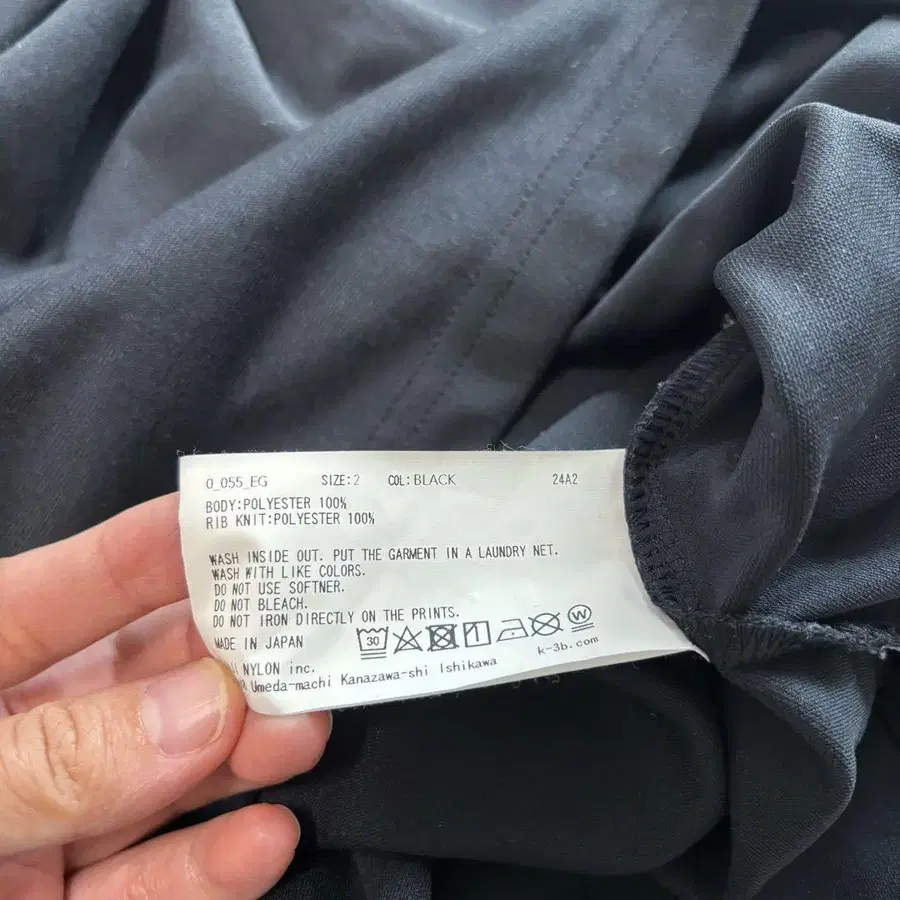 0_055_EG SIZE:2 COL:BLACK 24A2
BODY:POLYESTER 100%
RIB KNIT:POLYESTER 100%
WASH INSIDE OUT. PUT THE GARMENT IN A LAUNDRY NET.
WASH WITH LIKE COLORS.
DO NOT USE SOFTNER.
DO NOT BLEACH.
DO NOT IRON DIRECTLY ON THE PRINTS.
MADE IN JAPAN 30 W
NYLON inc. k-3b.com
Umeda-machi Kanazawa-shi Ishikawa